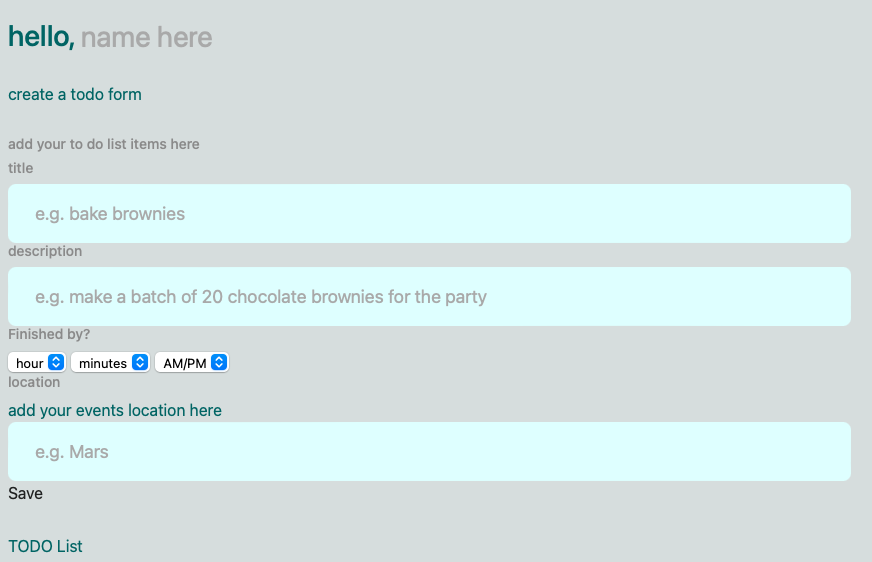 hello, name here
create a todo form
add your to do list items here
title
e.g. bake brownies
description
e.g. make a batch of 20 chocolate brownies for the party
Finished by?
hour minutes AM/PM
location
add your events location here
e.g. Mars
Save
TODO List